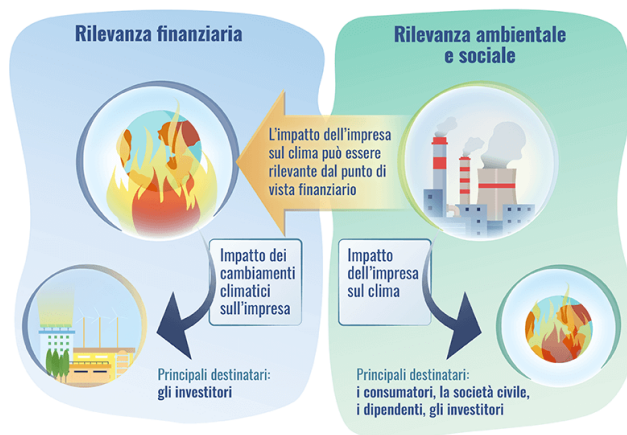 Rilevanza finanziaria
Rilevanza ambientale
e sociale
L'impatto dell'impresa
sul clima può essere
rilevante dal punto di
vista finanziario
Impatto dei
cambiamenti
climatici
sull'impresa
Impatto
dell'impresa
sul clima
Principali destinatari:
gli investitori
Principali destinatari:
i consumatori, la società civile,
i dipendenti, gli investitori